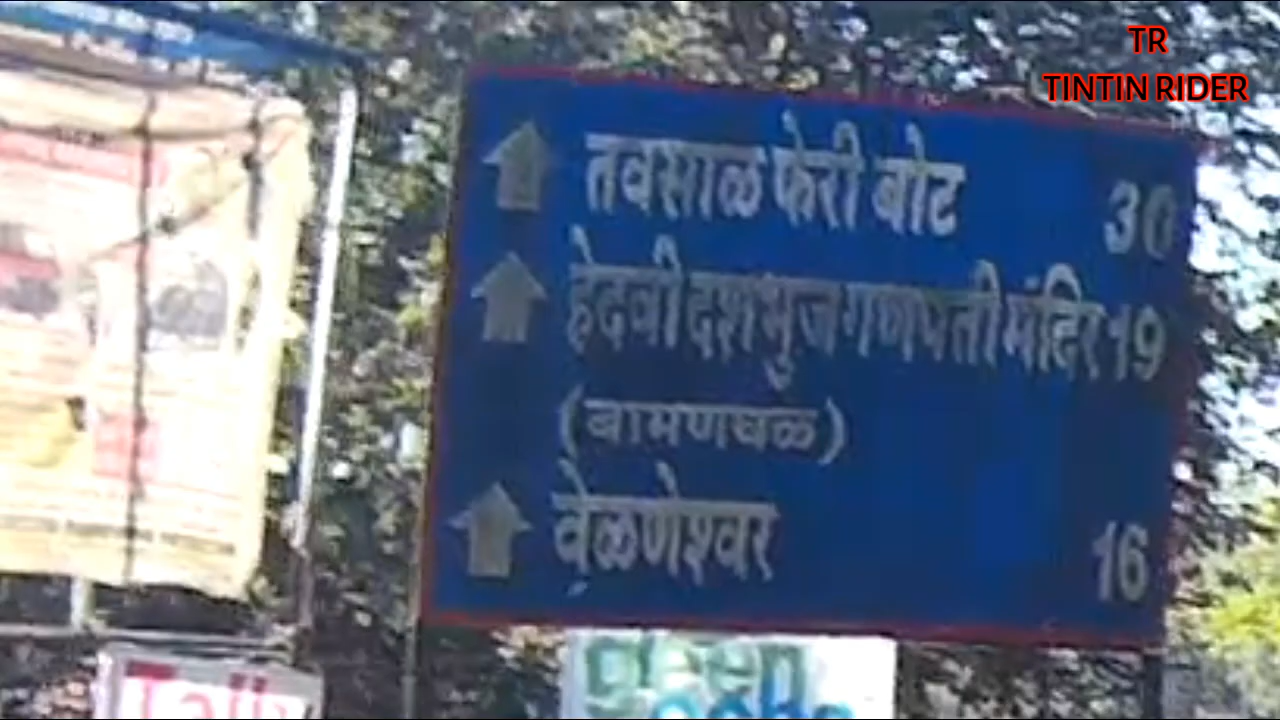 TR
TINTIN RIDER
तवसाळ फेरी बोट 30
हेदवी दशभुज गणपती मंदिर 19
(बामणघळ)
वेळणेश्वर 16
green